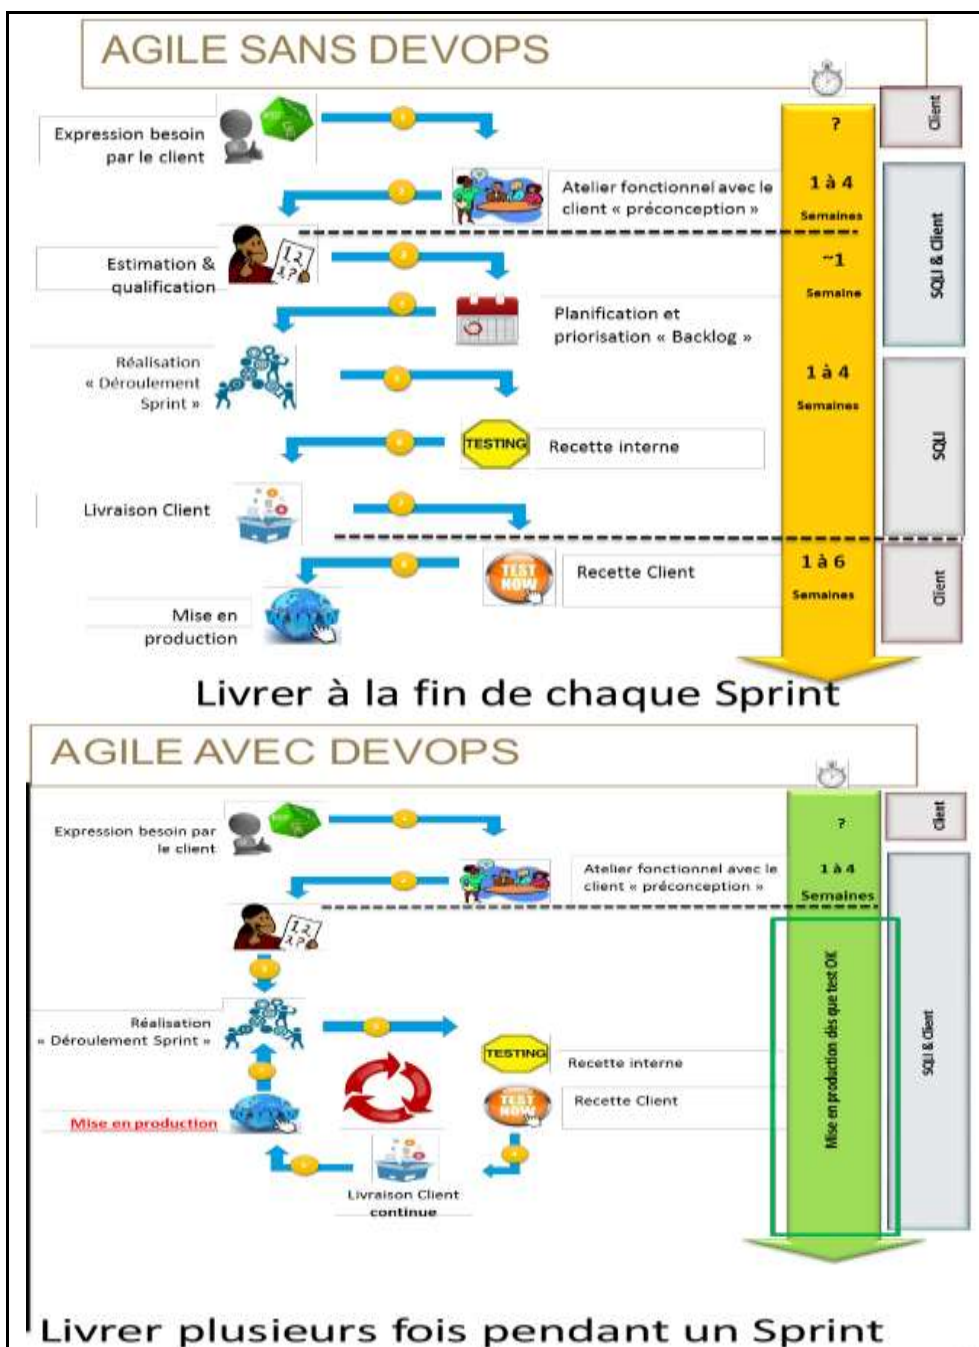 AGILE SANS DEVOPS
Expression besoin
par le client
?
Client
Atelier fonctionnel avec le
client « préconception »
1 à 4
Semaines
SQLI & Client
Estimation &
qualification
~1
Semaine
Planification et
priorisation « Backlog »
Réalisation
« Déroulement
Sprint »
1 à 4
Semaines
SQLI
TESTING
Recette interne
Livraison Client
TEST
NOW
Recette Client
1 à 6
Semaines
Client
Mise en
production
Livrer à la fin de chaque Sprint
AGILE AVEC DEVOPS
Expression besoin par
le client
?
Client
Atelier fonctionnel avec le
client « préconception »
1 à 4
Semaines
Mise en production dès que test OK
SQLI & Client
Réalisation
« Déroulement Sprint »
TESTING
Recette interne
TEST
NOW
Recette Client
Mise en production
Livraison Client
continue
Livrer plusieurs fois pendant un Sprint